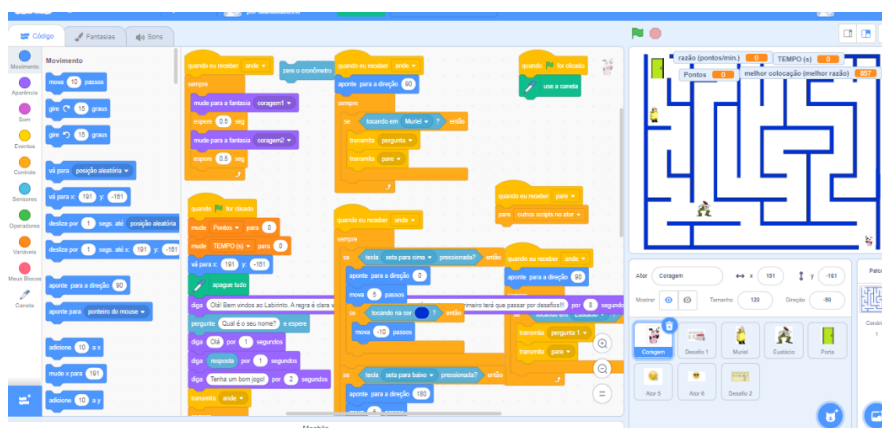 Código
Fantasias
Sons
Movimento
Aparência
Som
Eventos
Controle
Sensores
Operadores
Variáveis
Meus Blocos
Caneta
Movimento
mova 10 passos
gire 15 graus
gire 15 graus
vá para posição aleatória
vá para x: 191 y: -161
deslize por 1 segs. até posição aleatória
deslize por 1 segs. até x: 191 y: -161
aponte para a direção 90
aponte para ponteiro do mouse
adicione 10 a x
mude x para 191
adicione 10 a y
quando eu receber ande
sempre
mude para a fantasia coragem1
espere 0.5 seg
mude para a fantasia coragem2
espere 0.5 seg
zere o cronômetro
quando eu receber ande
aponte para a direção 90
sempre
se tocando em Muriel ? então
transmita pergunta
transmita pare
quando for clicado
use a caneta
quando eu receber pare
pare outros scripts no ator
quando for clicado
mude Pontos para 0
mude TEMPO (s) para 0
vá para x: 191 y: -161
apague tudo
diga Olá! Bem vindos ao Labirinto. A regra é clara
por 8 segundos
pergunte Qual é o seu nome? e espere
diga Olá por 1 segundos
diga resposta por 1 segundos
diga Tenha um bom jogo! por 2 segundos
transmita ande
quando eu receber ande
sempre
se tecla seta para cima pressionada? então
aponte para a direção 0
mova 5 passos
se tocando na cor ? então
mova -10 passos
se tecla seta para baixo pressionada? então
aponte para a direção 180
quando eu receber ande
aponte para a direção 90
transmita pergunta 1
transmita pare
razão (pontos/min.) 0
TEMPO (s) 0
Pontos 0
melhor colocação (melhor razão) 857
Ator Coragem x 191 y -161
Mostrar Tamanho 120 Direção -90
Coragem
Desafio 1
Muriel
Eustácio
Porta
Ator 5
Ator 6
Desafio 2